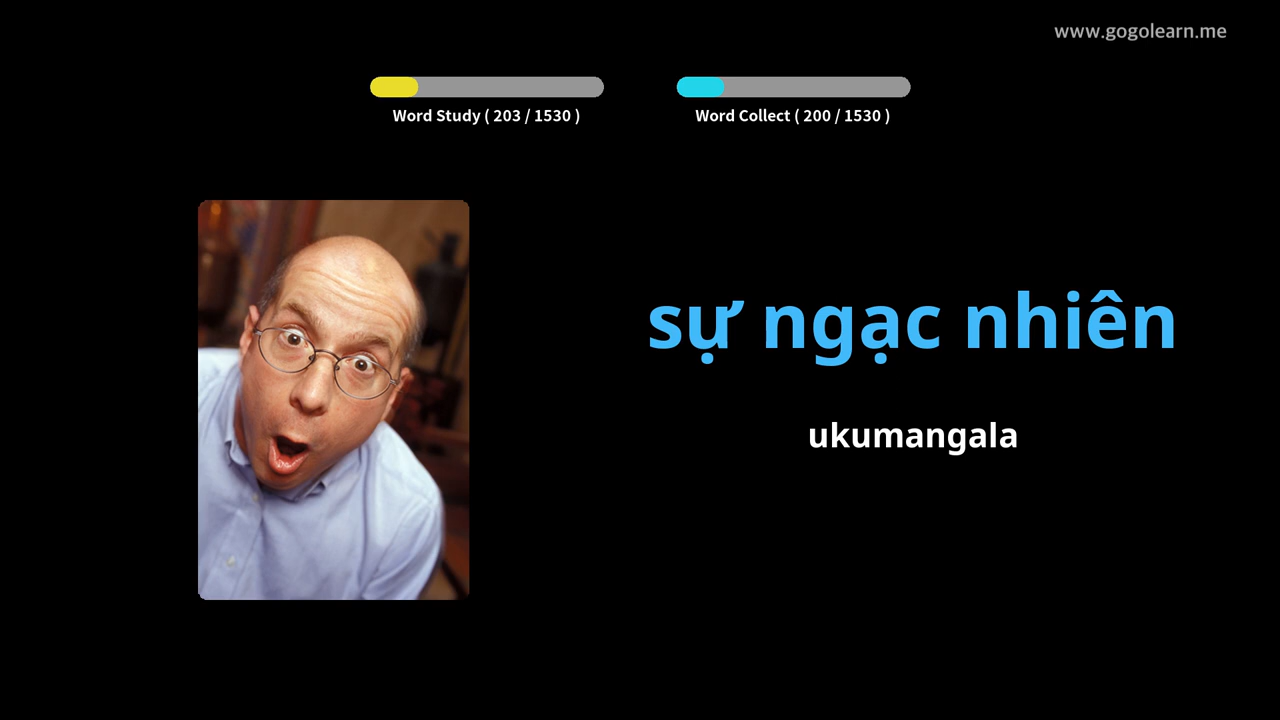 www.gogolearn.me
Word Study ( 203 / 1530 )
Word Collect ( 200 / 1530 )
sự ngạc nhiên
ukumangala